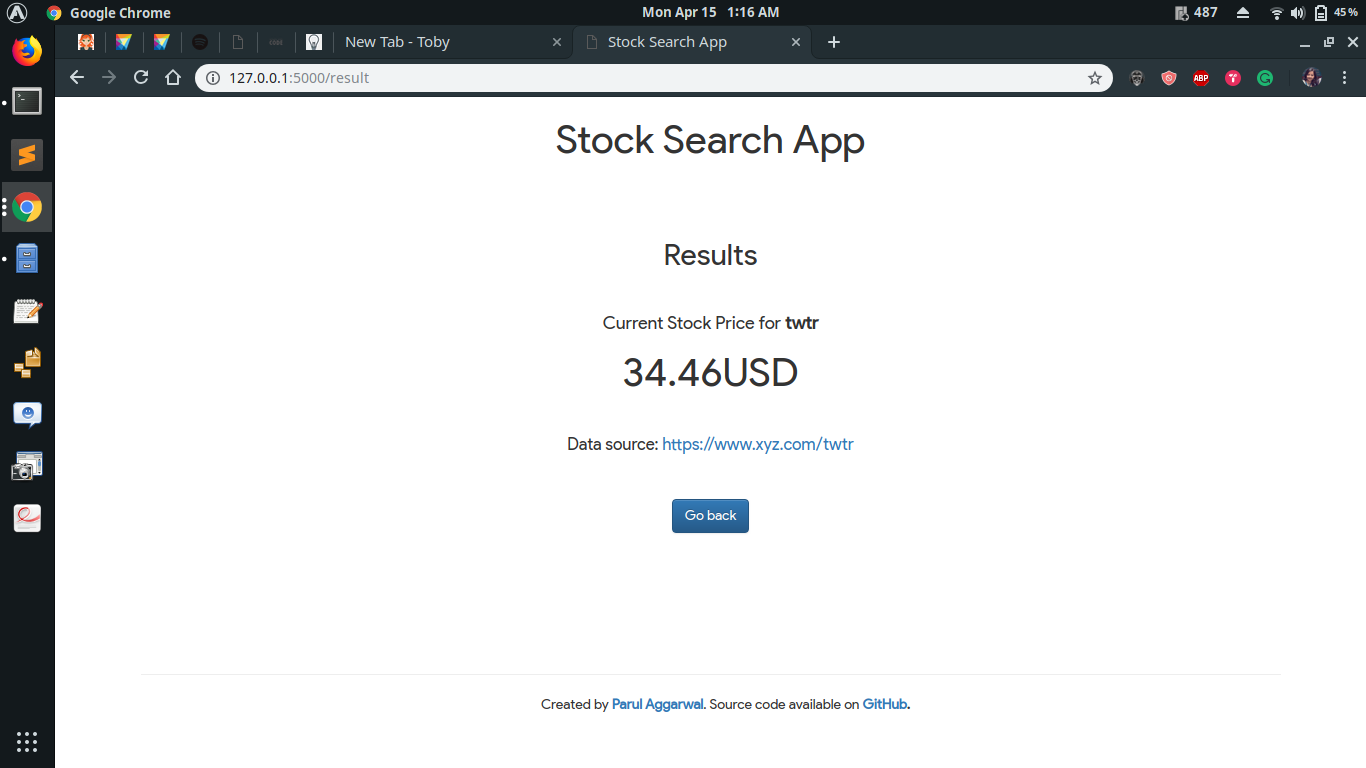 Google Chrome
Mon Apr 15 1:16 AM
487
45%
New Tab - Toby
Stock Search App
127.0.0.1:5000/result
ABP
Stock Search App
Results
Current Stock Price for twtr
34.46USD
Data source: https://www.xyz.com/twtr
Go back
Created by Parul Aggarwal. Source code available on GitHub.